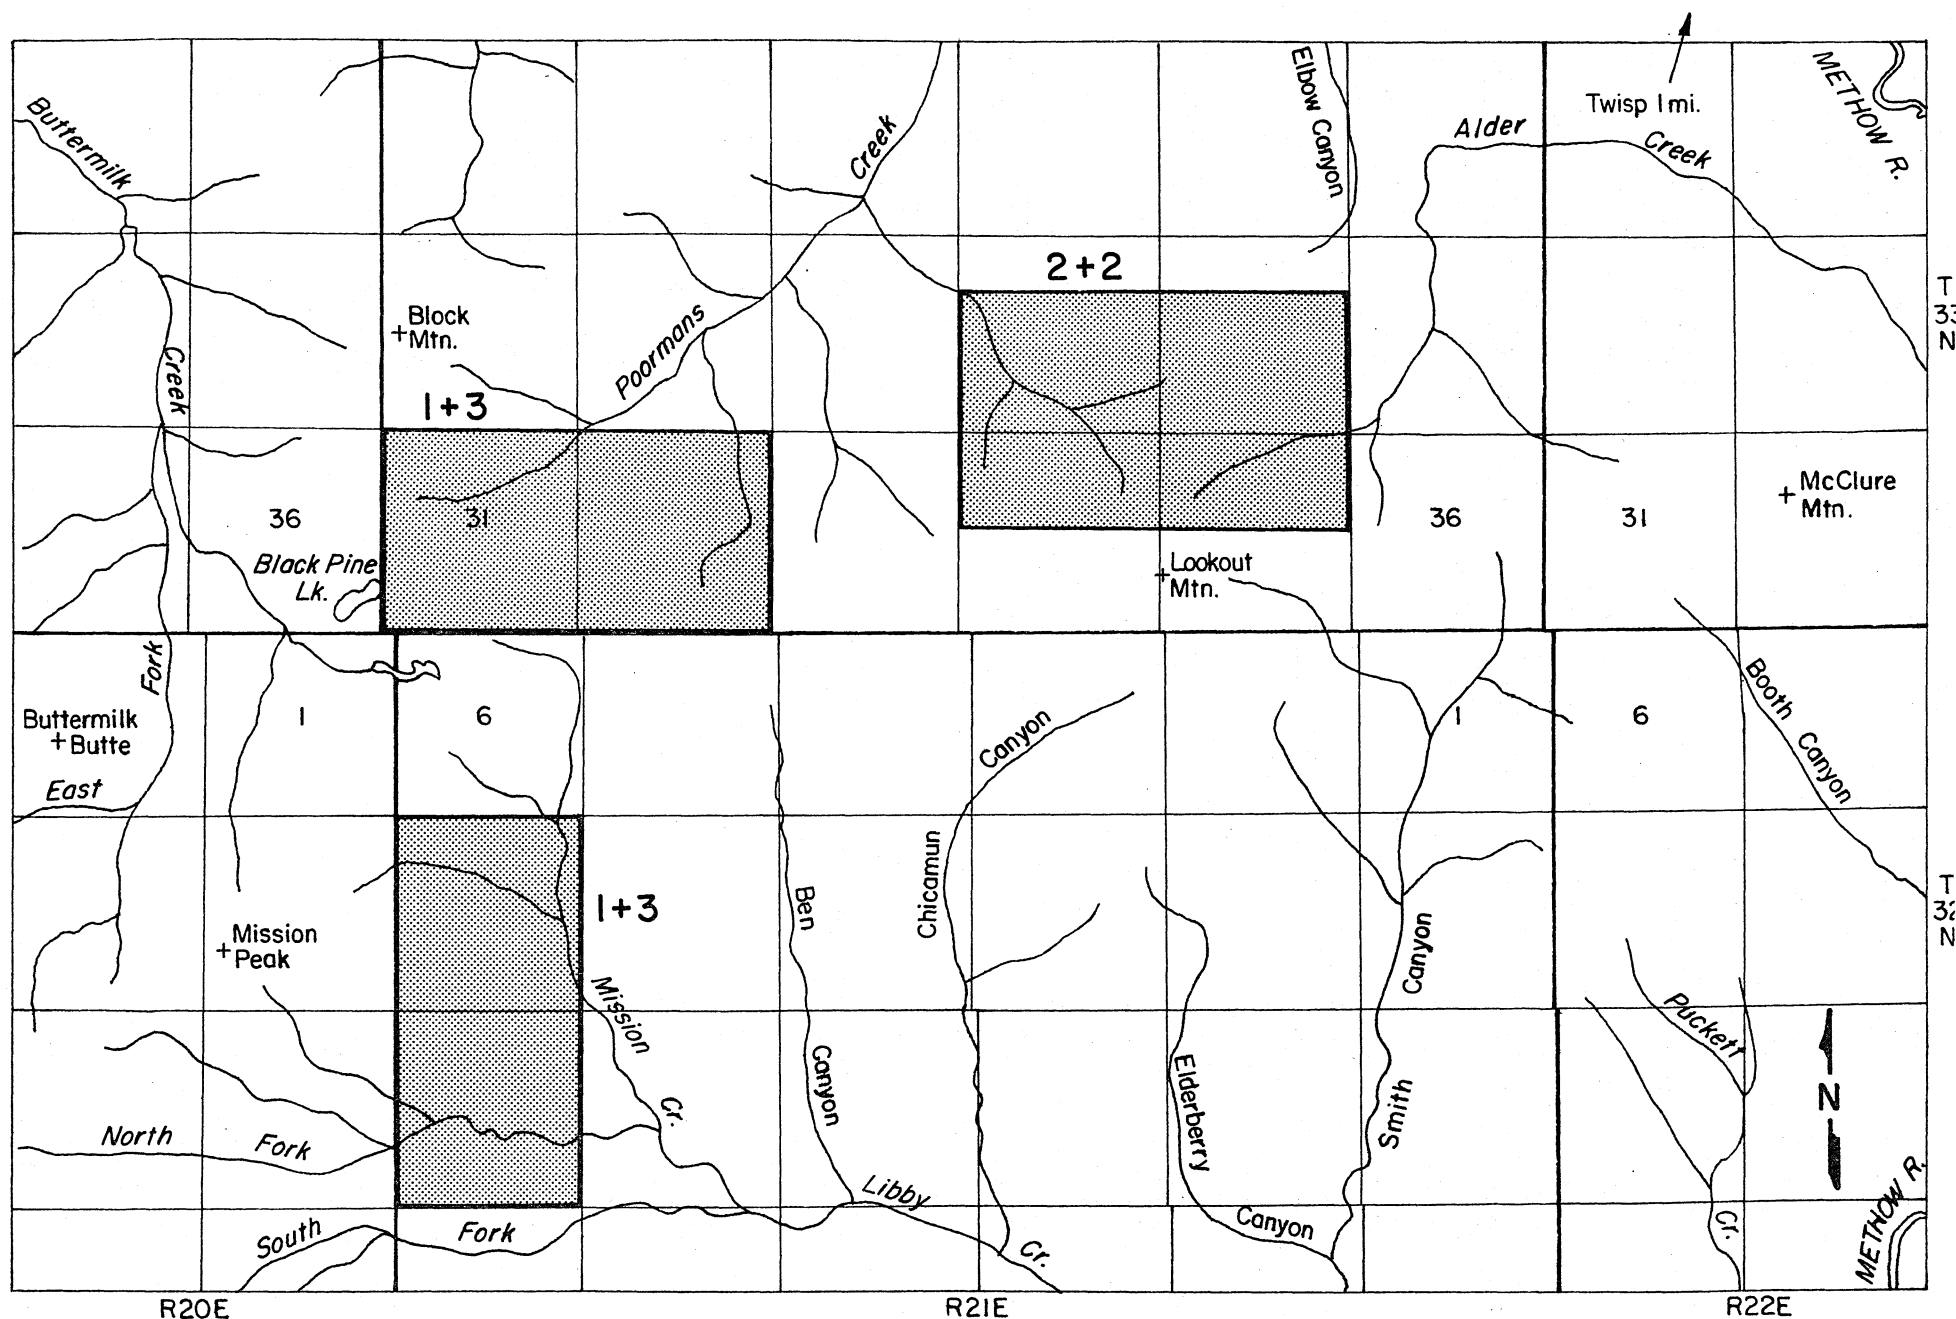 Twisp 1 mi.
METHOW R.
Elbow Canyon
Alder
Creek
Buttermilk
Creek
Creek
Poormans
Block
Mtn.
2+2
1+3
T
33
N
36
31
36
31
McClure
Mtn.
Black Pine
Lk.
Lookout
Mtn.
Fork
Buttermilk
Butte
1
6
1
6
East
Canyon
Chicamun
Booth Canyon
T
32
N
Ben
Canyon
1+3
Mission
Peak
Mission
Cr.
Canyon
Smith
Puckett
Cr.
N
Elderberry
Canyon
North
Fork
South
Fork
Libby
Cr.
METHOW R.
R20E
R21E
R22E